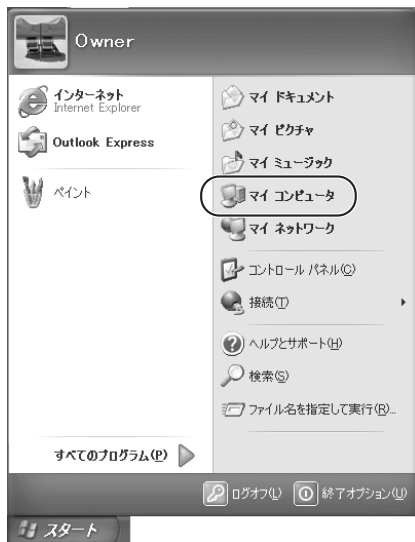 Owner
インターネット
Internet Explorer
Outlook Express
ペイント
すべてのプログラム(P)
マイ ドキュメント
マイ ピクチャ
マイ ミュージック
マイ コンピュータ
マイ ネットワーク
コントロール パネル(C)
接続(T)
ヘルプとサポート(H)
検索(S)
ファイル名を指定して実行(R)...
ログオフ(L)
終了オプション(U)
スタート